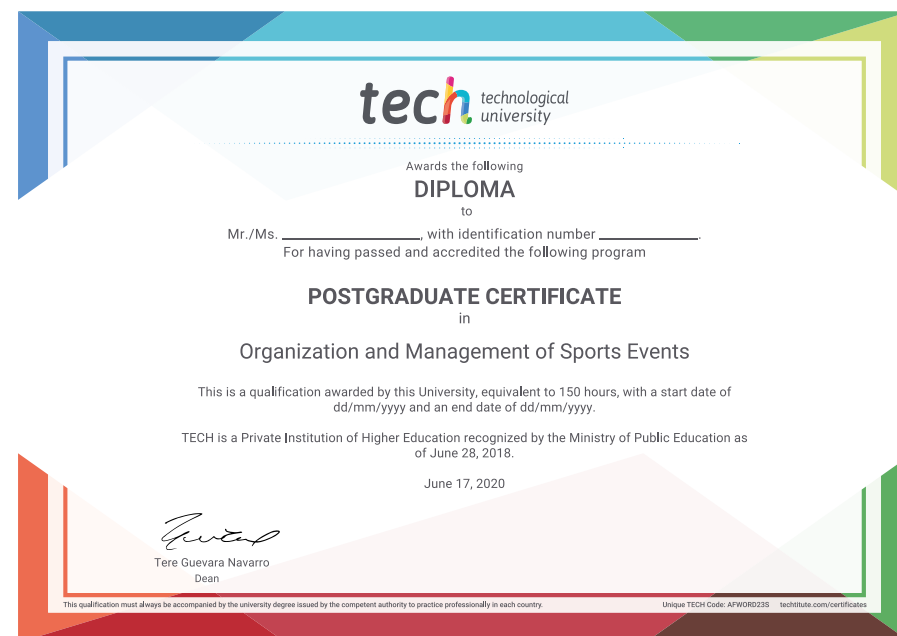 tech technological
university
Awards the following
DIPLOMA
to
Mr./Ms. ____________________, with identification number ______________.
For having passed and accredited the following program
POSTGRADUATE CERTIFICATE
in
Organization and Management of Sports Events
This is a qualification awarded by this University, equivalent to 150 hours, with a start date of
dd/mm/yyyy and an end date of dd/mm/yyyy.
TECH is a Private Institution of Higher Education recognized by the Ministry of Public Education as
of June 28, 2018.
June 17, 2020
Tere Guevara Navarro
Dean
This qualification must always be accompanied by the university degree issued by the competent authority to practice professionally in each country. Unique TECH Code: AFWORD23S techtitute.com/certificates